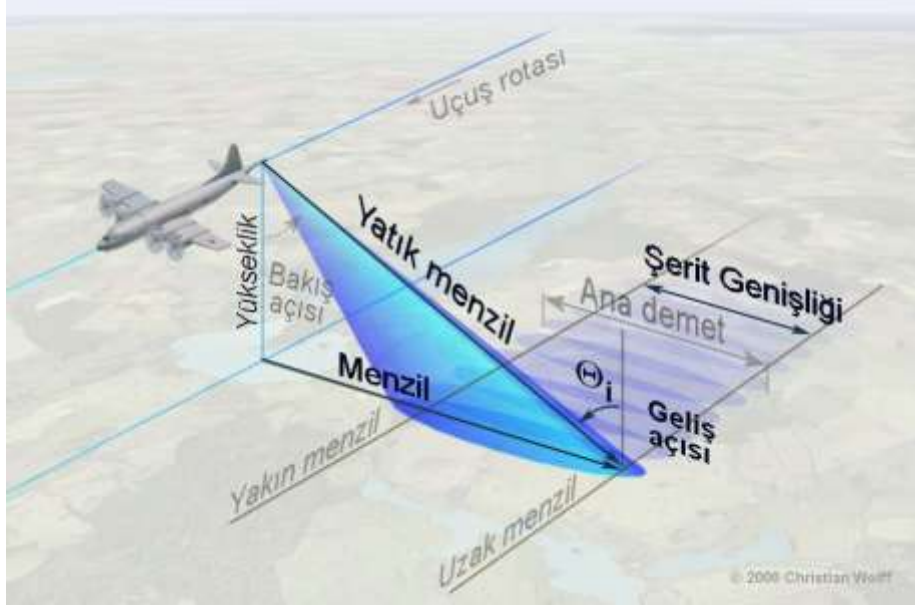 Uçuş rotası
Yükseklik
Bakış
açısı
Yatık menzil
Şerit Genişliği
Ana demet
Menzil
Θi
Geliş
açısı
Yakın menzil
Uzak menzil
© 2008 Christian Wolff